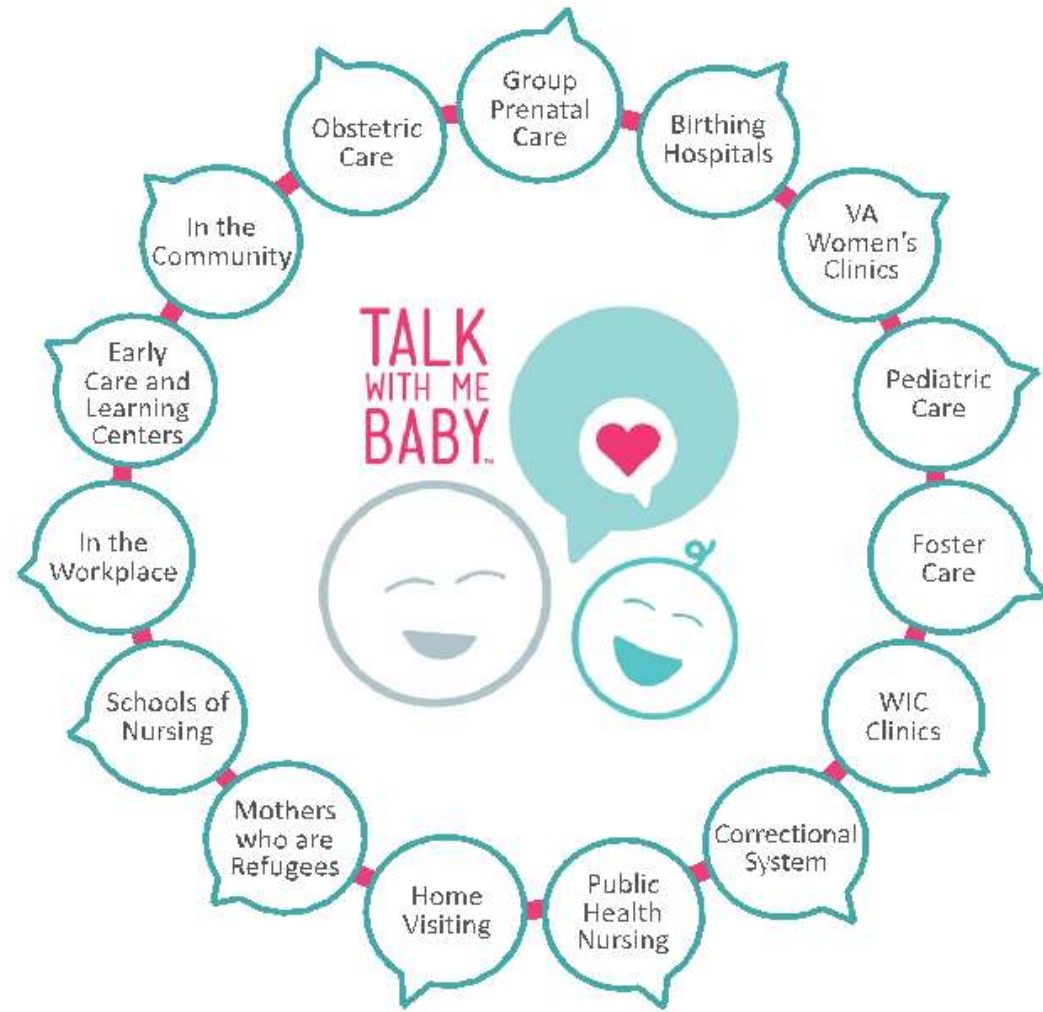 Group
Prenatal
Care
Birthing
Hospitals
VA
Women's
Clinics
Pediatric
Care
Foster
Care
WIC
Clinics
Correctional
System
Public
Health
Nursing
Home
Visiting
Mothers
who are
Refugees
Schools of
Nursing
In the
Workplace
Early
Care and
Learning
Centers
In the
Community
Obstetric
Care
TALK
WITH ME
BABY™